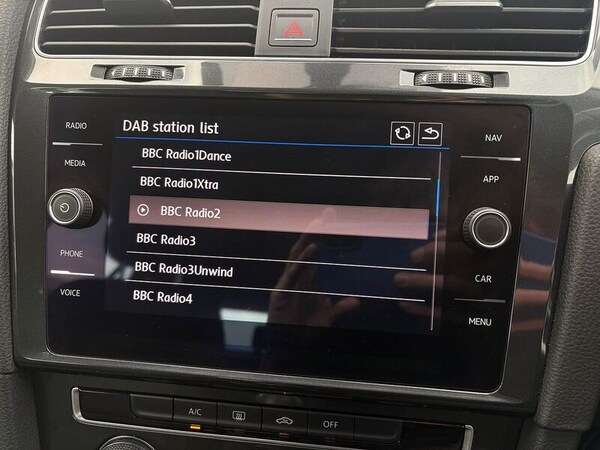 DAB station list
RADIO
MEDIA
PHONE
VOICE
BBC Radio1Dance
BBC Radio1Xtra
BBC Radio2
BBC Radio3
BBC Radio3Unwind
BBC Radio4
NAV
APP
CAR
MENU
A/C
OFF